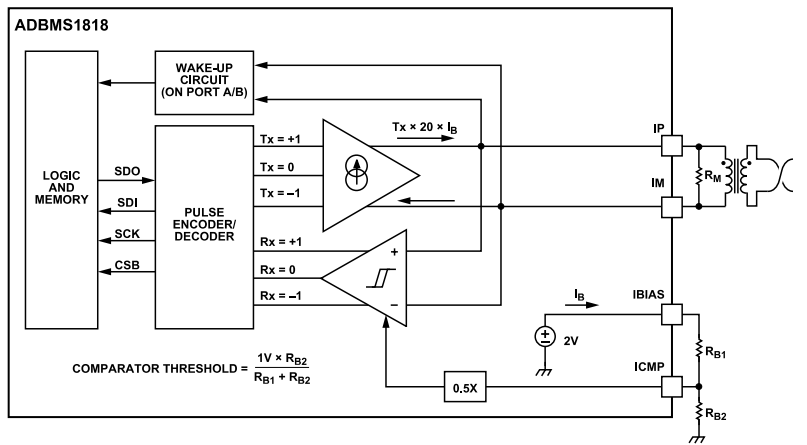 ADBMS1818
WAKE-UP
CIRCUIT
(ON PORT A/B)
LOGIC
AND
MEMORY
SDO
SDI
SCK
CSB
PULSE
ENCODER/
DECODER
Tx = +1
Tx = 0
Tx = –1
Rx = +1
Rx = 0
Rx = –1
Tx × 20 × IB
+
–
IP
IM
RM
IB
IBIAS
+
–
2V
ICMP
RB1
RB2
0.5X
COMPARATOR THRESHOLD = 1V × RB2
RB1 + RB2